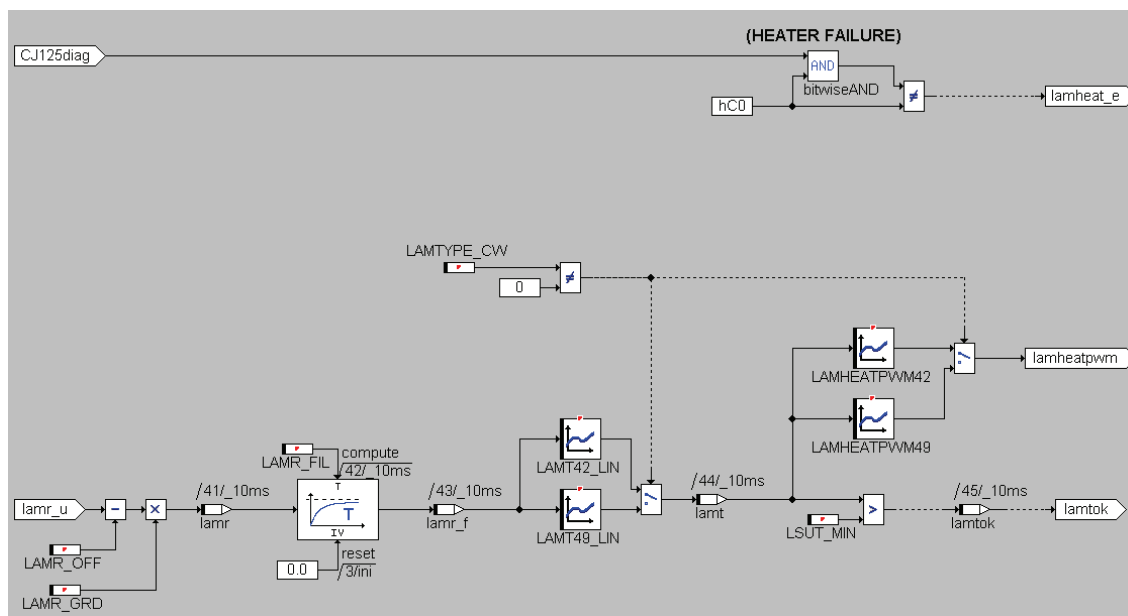 (HEATER FAILURE)
CJ125diag
AND
bitwiseAND
hC0
≠
lamheat_e
LAMTYPE_CW
0
≠
LAMHEATPWM42
lamheatpwm
LAMHEATPWM49
LAMR_FIL
compute
/42/_10ms
T
T
IV
LAMT42_LIN
lamr_u
-
×
/41/_10ms
lamr
/43/_10ms
lamr_f
LAMT49_LIN
/44/_10ms
lamt
LSUT_MIN
>
/45/_10ms
lamtok
lamtok
LAMR_OFF
0.0
reset
/3/ini
LAMR_GRD